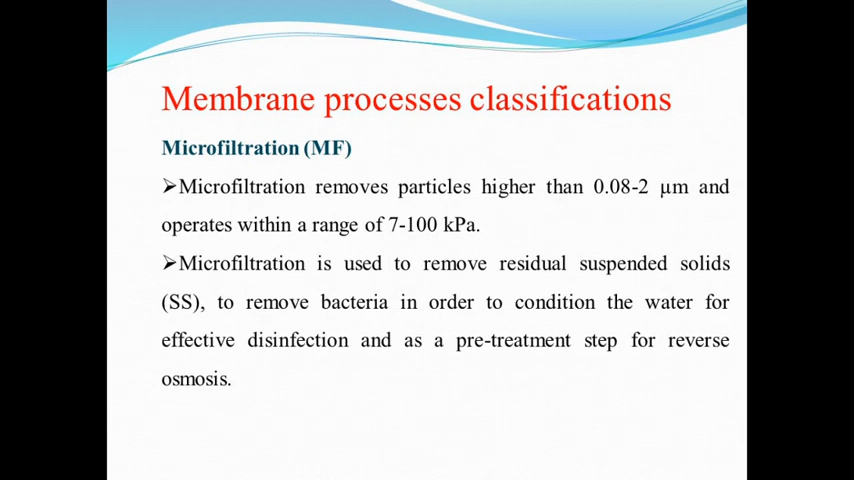 Membrane processes classifications
Microfiltration (MF)
➢Microfiltration removes particles higher than 0.08-2 µm and
operates within a range of 7-100 kPa.
➢Microfiltration is used to remove residual suspended solids
(SS), to remove bacteria in order to condition the water for
effective disinfection and as a pre-treatment step for reverse
osmosis.